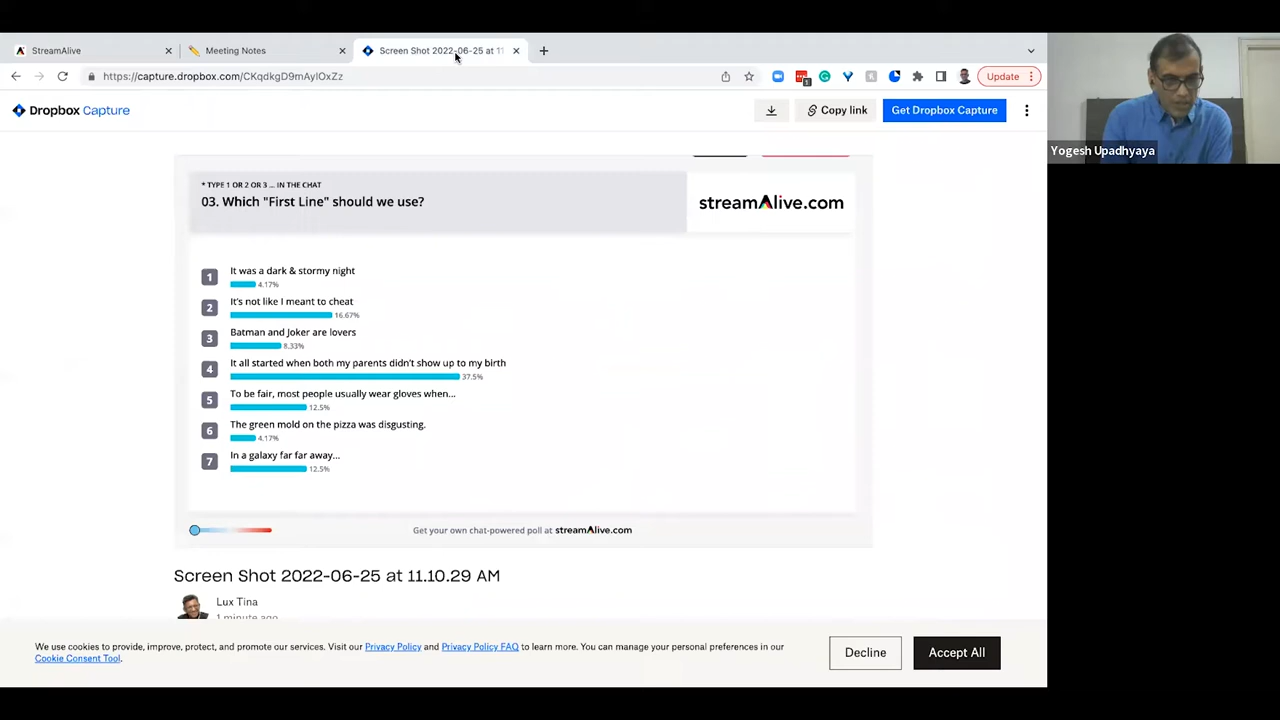 StreamAlive
Meeting Notes
Screen Shot 2022-06-25 at 11
https://capture.dropbox.com/CKqdkgD9mAylOxZz
Update
Dropbox Capture
Copy link
Get Dropbox Capture
Yogesh Upadhyaya
* TYPE 1 OR 2 OR 3 ... IN THE CHAT
03. Which "First Line" should we use?
streamAlive.com
1
It was a dark & stormy night
4.17%
2
It's not like I meant to cheat
16.67%
3
Batman and Joker are lovers
8.33%
4
It all started when both my parents didn't show up to my birth
37.5%
5
To be fair, most people usually wear gloves when...
12.5%
6
The green mold on the pizza was disgusting.
4.17%
7
In a galaxy far far away...
12.5%
Get your own chat-powered poll at streamAlive.com
Screen Shot 2022-06-25 at 11.10.29 AM
Lux Tina
1 minute ago
We use cookies to provide, improve, protect, and promote our services. Visit our Privacy Policy and Privacy Policy FAQ to learn more. You can manage your personal preferences in our
Cookie Consent Tool.
Decline
Accept All